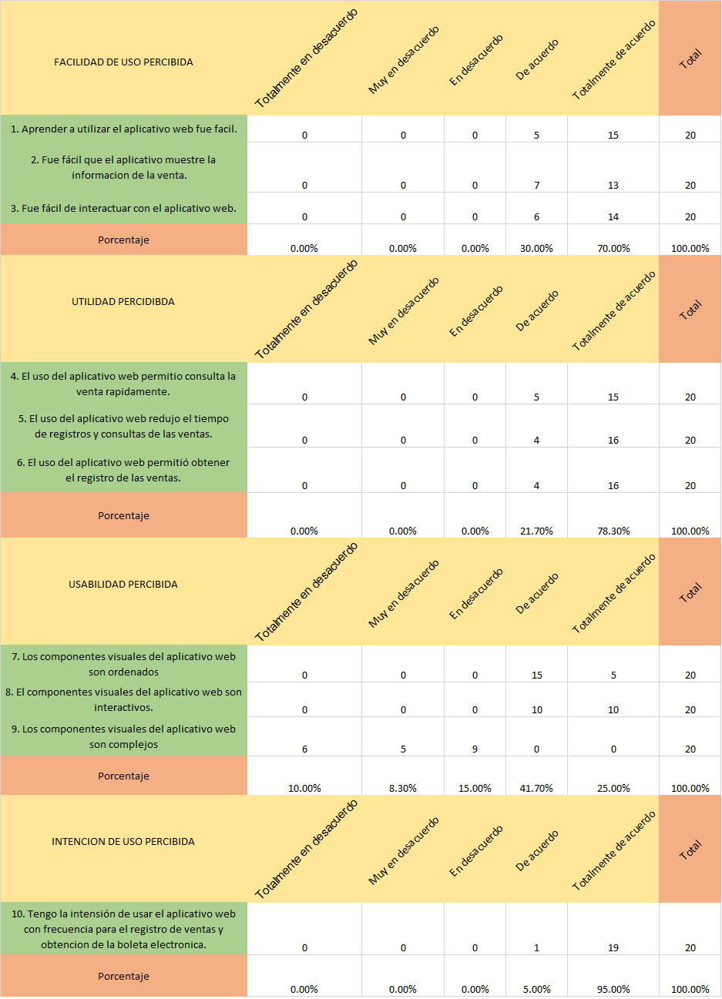 FACILIDAD DE USO PERCIBIDA Totalmente en desacuerdo Muy en desacuerdo En desacuerdo De acuerdo Totalmente de acuerdo Total
1. Aprender a utilizar el aplicativo web fue facil. 0 0 0 5 15 20
2. Fue fácil que el aplicativo muestre la
informacion de la venta. 0 0 0 7 13 20
3. Fue fácil de interactuar con el aplicativo web. 0 0 0 6 14 20
Porcentaje 0.00% 0.00% 0.00% 30.00% 70.00% 100.00%
UTILIDAD PERCIDIBDA Totalmente en desacuerdo Muy en desacuerdo En desacuerdo De acuerdo Totalmente de acuerdo Total
4. El uso del aplicativo web permitio consulta la
venta rapidamente. 0 0 0 5 15 20
5. El uso del aplicativo web redujo el tiempo
de registros y consultas de las ventas. 0 0 0 4 16 20
6. El uso del aplicativo web permitió obtener
el registro de las ventas. 0 0 0 4 16 20
Porcentaje 0.00% 0.00% 0.00% 21.70% 78.30% 100.00%
USABILIDAD PERCIBIDA Totalmente en desacuerdo Muy en desacuerdo En desacuerdo De acuerdo Totalmente de acuerdo Total
7. Los componentes visuales del aplicativo web
son ordenados 0 0 0 15 5 20
8. El componentes visuales del aplicativo web son
interactivos. 0 0 0 10 10 20
9. Los componentes visuales del aplicativo web
son complejos 6 5 9 0 0 20
Porcentaje 10.00% 8.30% 15.00% 41.70% 25.00% 100.00%
INTENCION DE USO PERCIBIDA Totalmente en desacuerdo Muy en desacuerdo En desacuerdo De acuerdo Totalmente de acuerdo Total
10. Tengo la intensión de usar el aplicativo web
con frecuencia para el registro de ventas y
obtencion de la boleta electronica. 0 0 0 1 19 20
Porcentaje 0.00% 0.00% 0.00% 5.00% 95.00% 100.00%